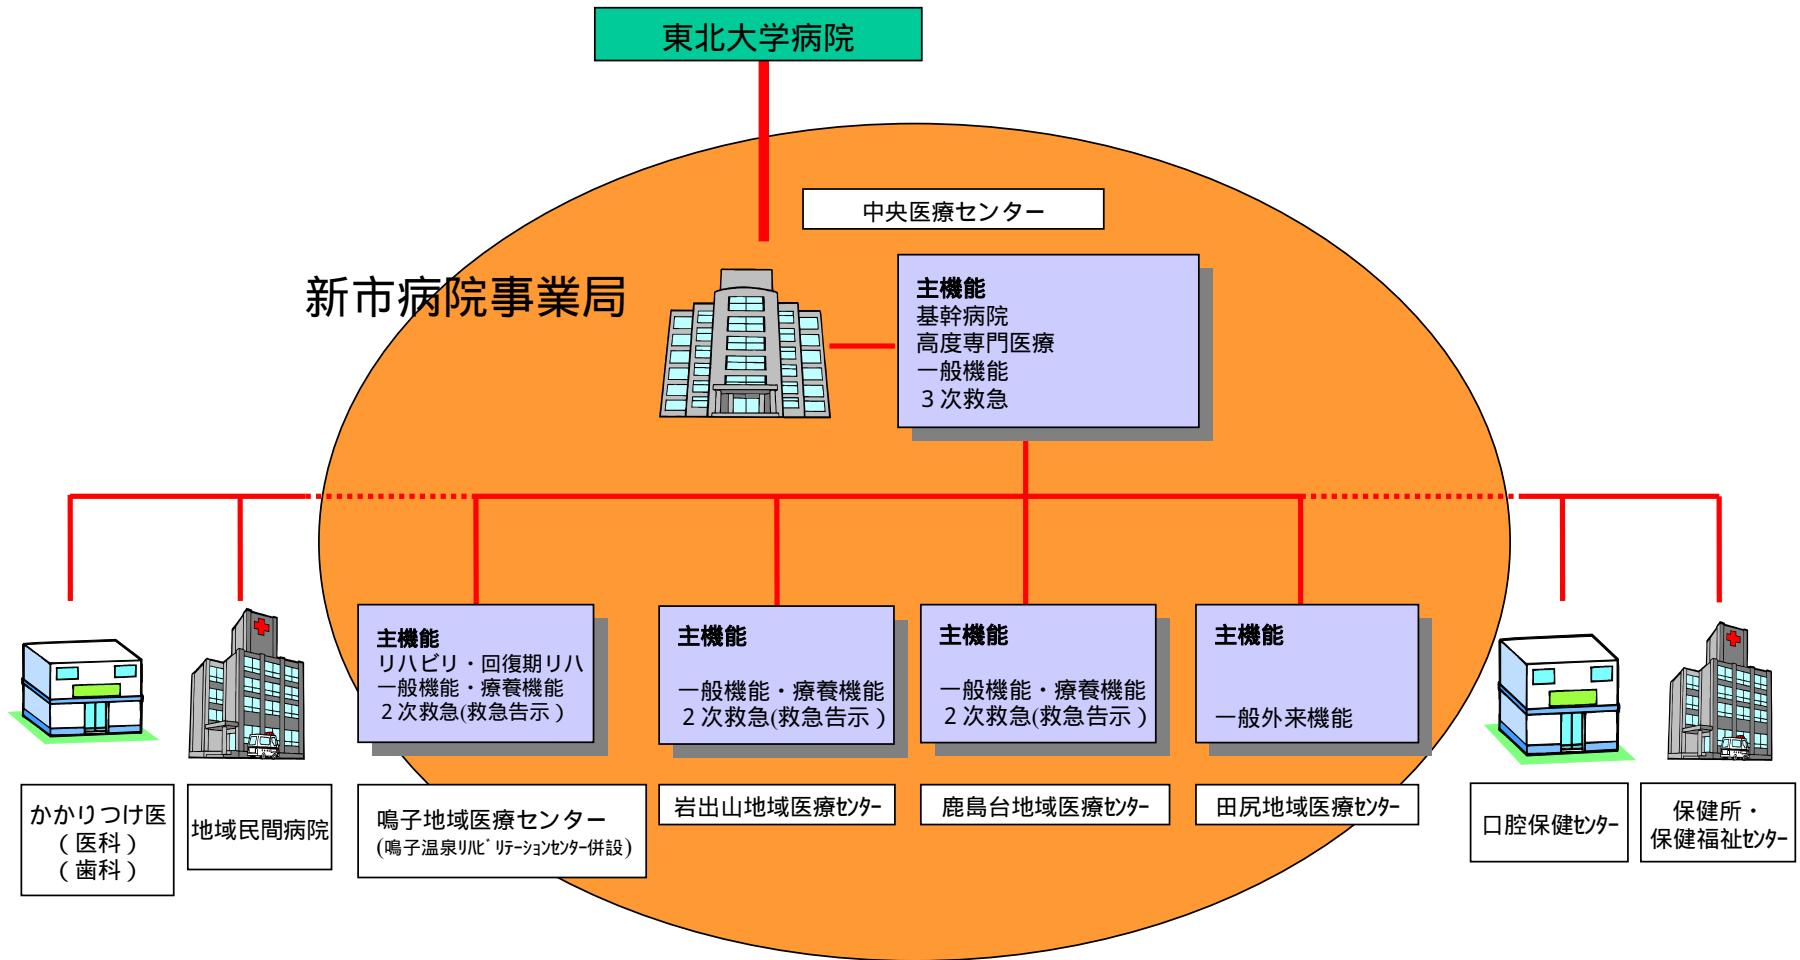 東北大学病院
中央医療センター
新市病院事業局
主機能
基幹病院
高度専門医療
一般機能
３次救急
主機能
リハビリ・回復期リハ
一般機能・療養機能
２次救急(救急告示）
主機能
一般機能・療養機能
２次救急(救急告示）
主機能
一般機能・療養機能
２次救急(救急告示）
主機能
一般外来機能
かかりつけ医
（医科）
（歯科）
地域民間病院
鳴子地域医療センター
(鳴子温泉ﾘﾊﾋﾞﾘﾃｰｼｮﾝｾﾝﾀｰ併設)
岩出山地域医療ｾﾝﾀｰ
鹿島台地域医療ｾﾝﾀｰ
田尻地域医療ｾﾝﾀｰ
口腔保健ｾﾝﾀｰ
保健所・
保健福祉ｾﾝﾀｰ